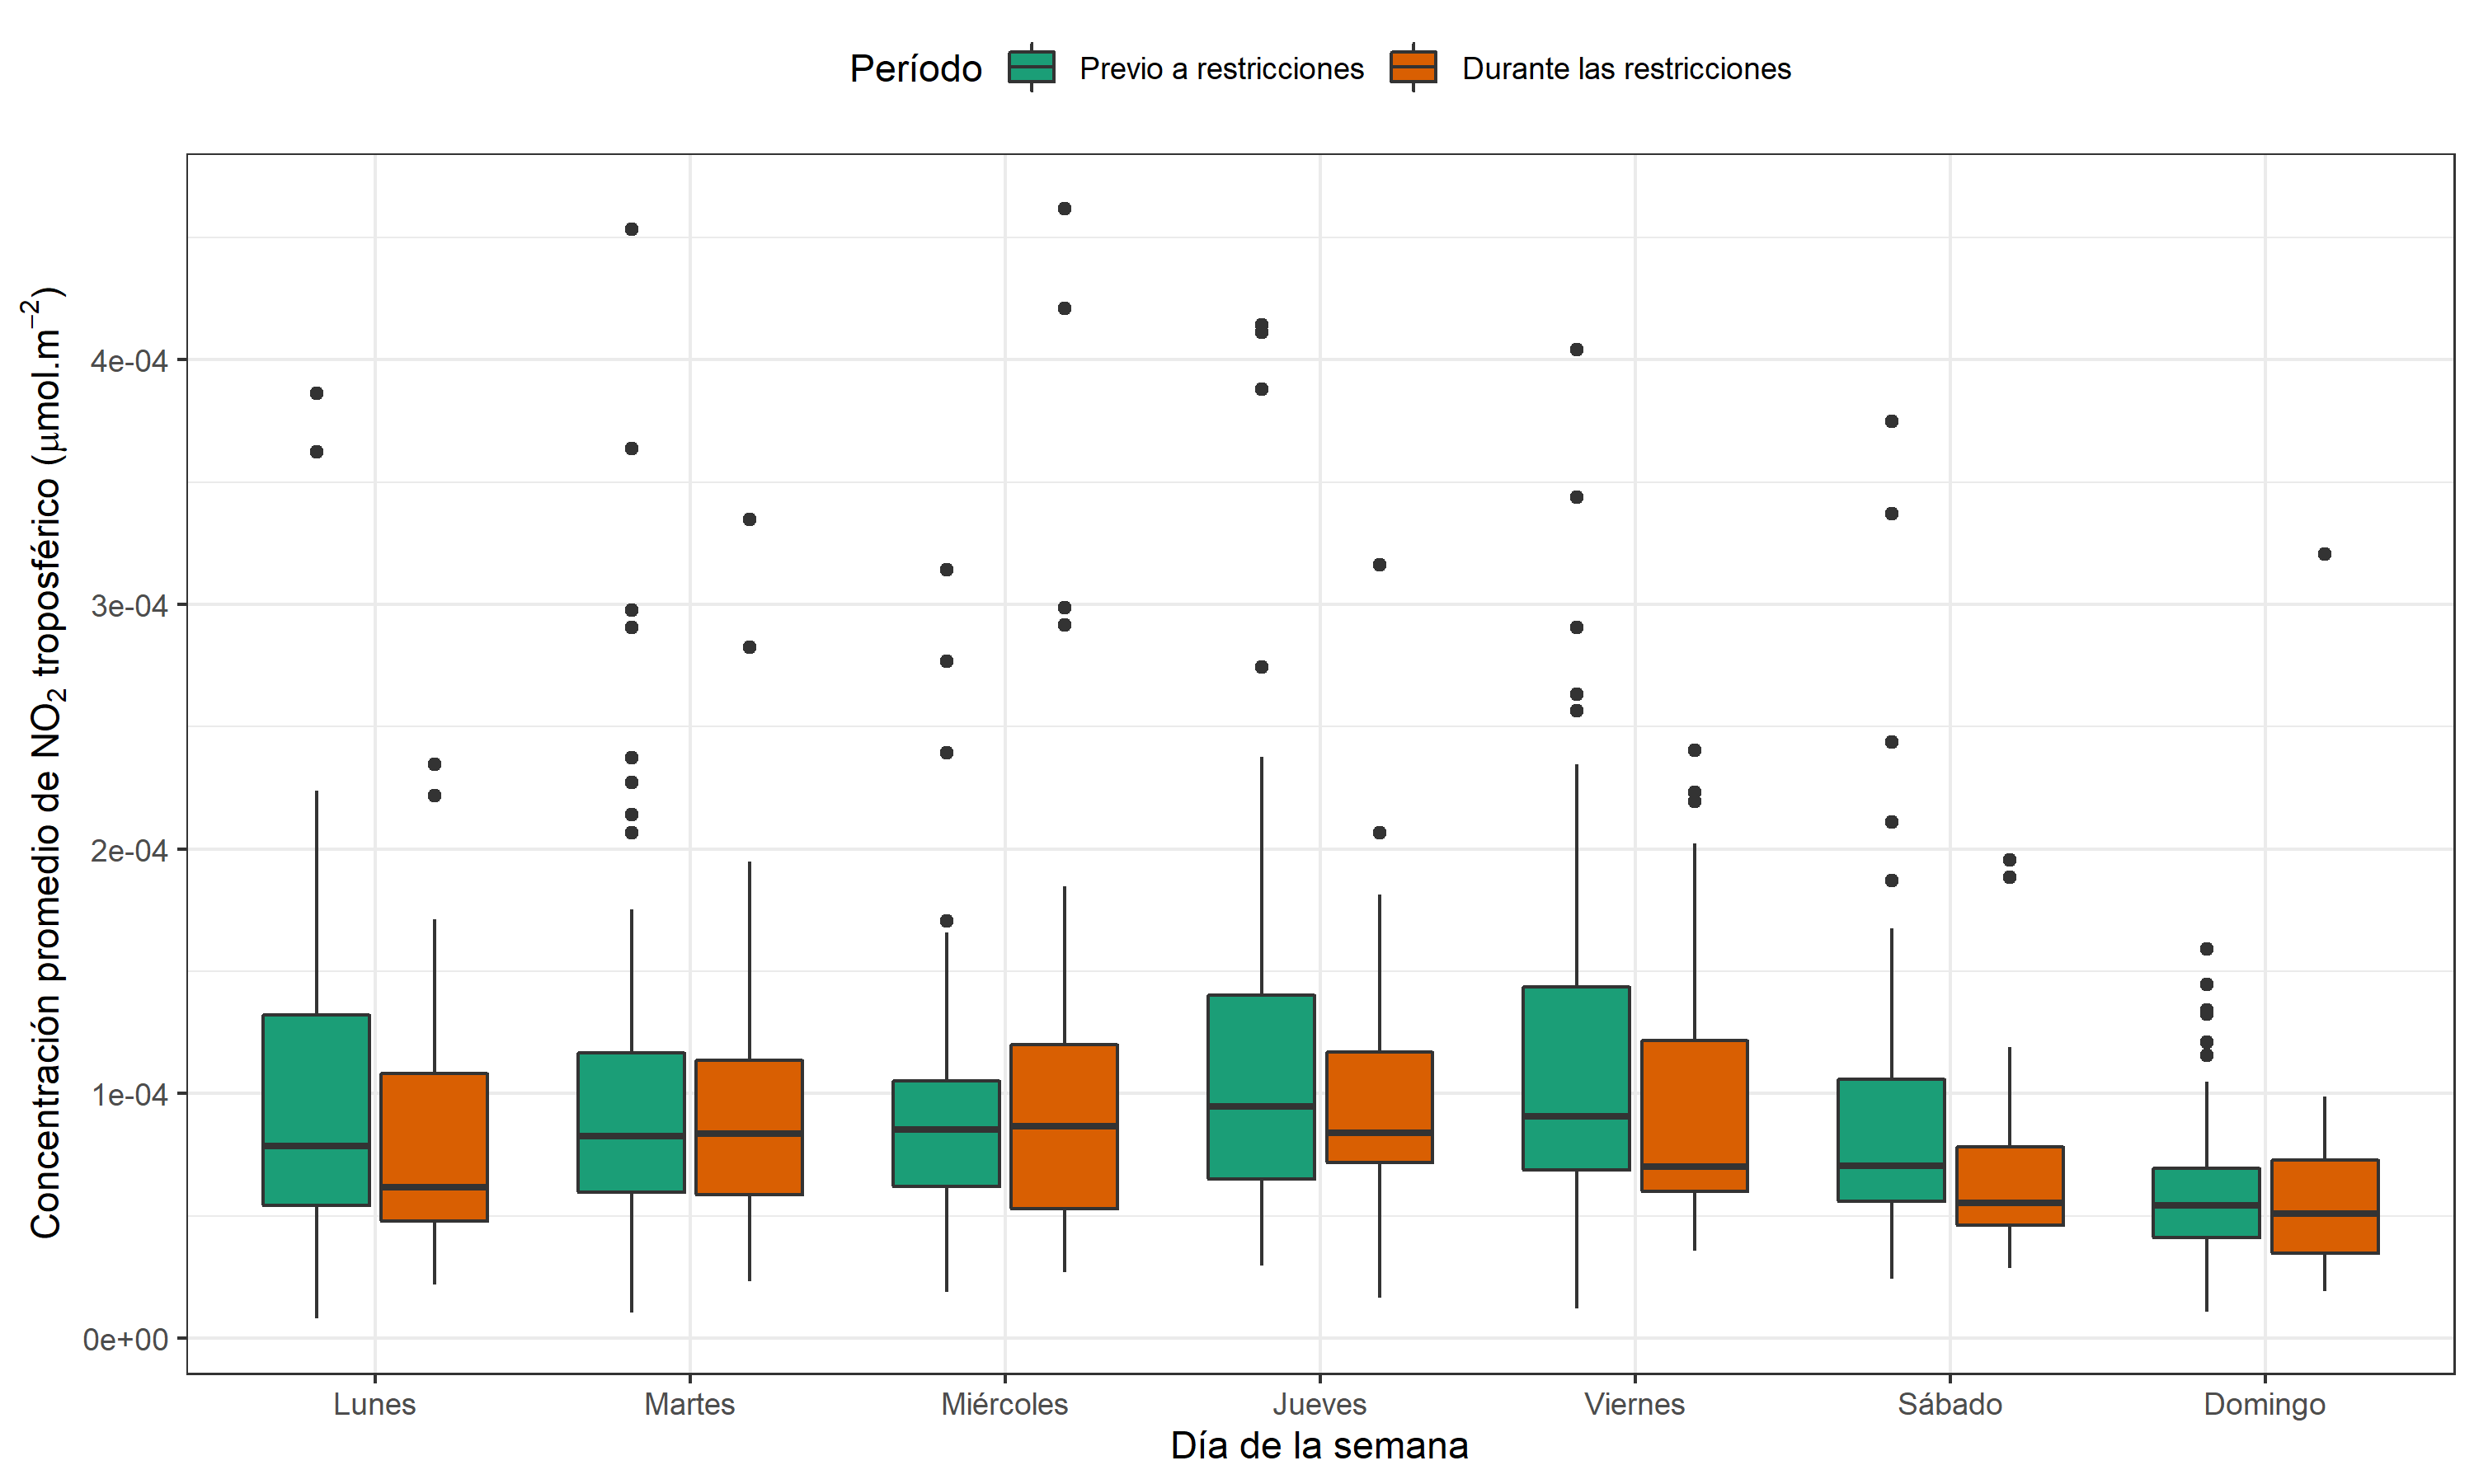 Período Previo a restricciones Durante las restricciones
Concentración promedio de NO₂ troposférico (μmol.m⁻²)
4e-04
3e-04
2e-04
1e-04
0e+00
Lunes Martes Miércoles Jueves Viernes Sábado Domingo
Día de la semana